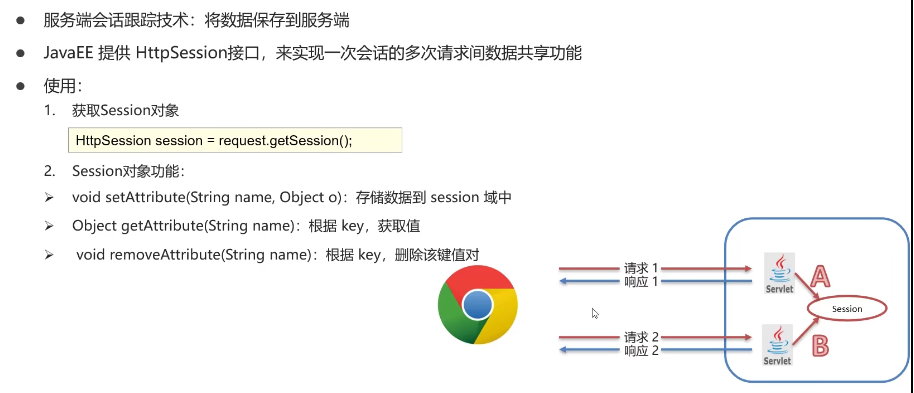 ● 服务端会话跟踪技术：将数据保存到服务端
● JavaEE 提供 HttpSession接口，来实现一次会话的多次请求间数据共享功能
● 使用：
1. 获取Session对象
HttpSession session = request.getSession();
2. Session对象功能：
➢ void setAttribute(String name, Object o)：存储数据到 session 域中
➢ Object getAttribute(String name)：根据 key，获取值
➢ void removeAttribute(String name)：根据 key，删除该键值对
请求 1
响应 1
Servlet
A
Session
请求 2
响应 2
Servlet
B